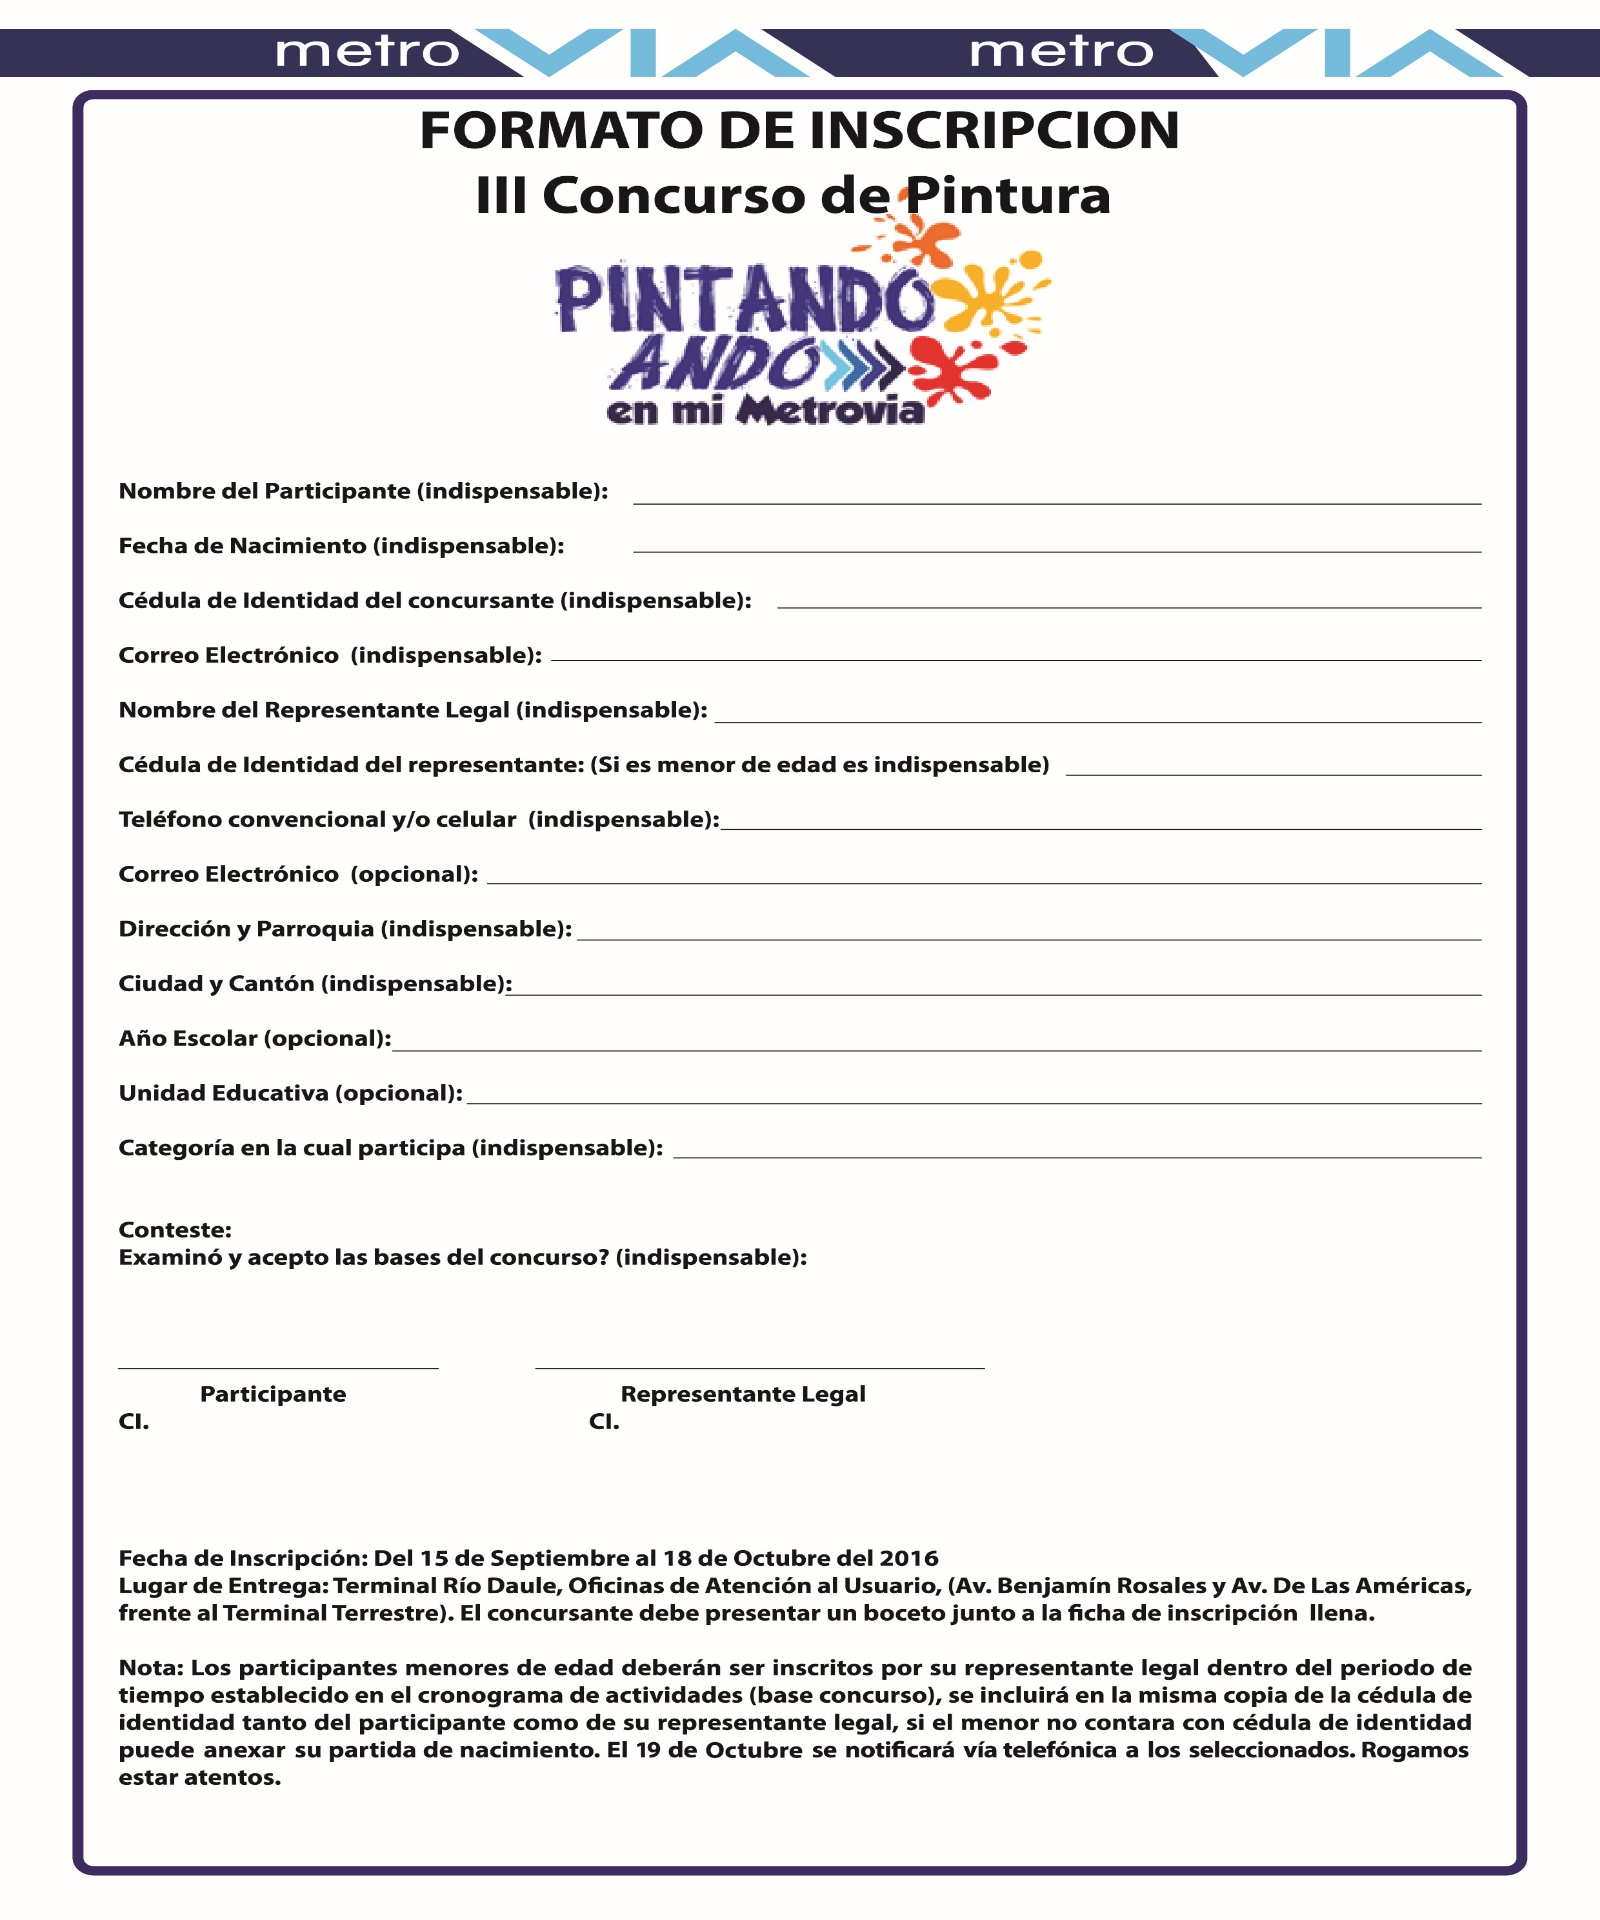 metroVIA metroVIA
FORMATO DE INSCRIPCION
III Concurso de Pintura
PINTANDO
ANDO
en mi Metrovia
Nombre del Participante (indispensable):
Fecha de Nacimiento (indispensable):
Cédula de Identidad del concursante (indispensable):
Correo Electrónico (indispensable):
Nombre del Representante Legal (indispensable):
Cédula de Identidad del representante: (Si es menor de edad es indispensable)
Teléfono convencional y/o celular (indispensable):
Correo Electrónico (opcional):
Dirección y Parroquia (indispensable):
Ciudad y Cantón (indispensable):
Año Escolar (opcional):
Unidad Educativa (opcional):
Categoría en la cual participa (indispensable):
Conteste:
Examinó y acepto las bases del concurso? (indispensable):
Participante Representante Legal
CI. CI.
Fecha de Inscripción: Del 15 de Septiembre al 18 de Octubre del 2016
Lugar de Entrega: Terminal Río Daule, Oficinas de Atención al Usuario, (Av. Benjamín Rosales y Av. De Las Américas,
frente al Terminal Terrestre). El concursante debe presentar un boceto junto a la ficha de inscripción llena.
Nota: Los participantes menores de edad deberán ser inscritos por su representante legal dentro del periodo de
tiempo establecido en el cronograma de actividades (base concurso), se incluirá en la misma copia de la cédula de
identidad tanto del participante como de su representante legal, si el menor no contara con cédula de identidad
puede anexar su partida de nacimiento. El 19 de Octubre se notificará vía telefónica a los seleccionados. Rogamos
estar atentos.